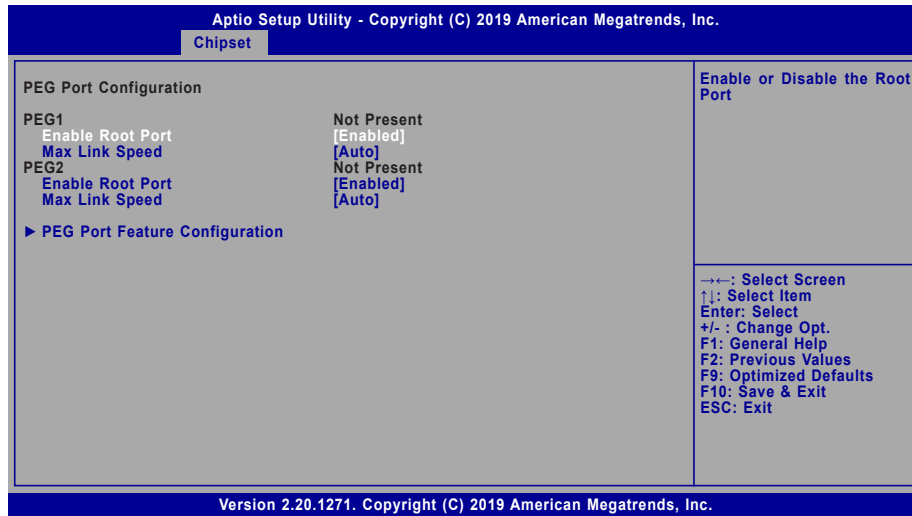 Aptio Setup Utility - Copyright (C) 2019 American Megatrends, Inc.
Chipset
PEG Port Configuration
PEG1 Not Present
Enable Root Port [Enabled]
Max Link Speed [Auto]
PEG2 Not Present
Enable Root Port [Enabled]
Max Link Speed [Auto]
► PEG Port Feature Configuration
Enable or Disable the Root
Port
→←: Select Screen
↑↓: Select Item
Enter: Select
+/- : Change Opt.
F1: General Help
F2: Previous Values
F9: Optimized Defaults
F10: Save & Exit
ESC: Exit
Version 2.20.1271. Copyright (C) 2019 American Megatrends, Inc.